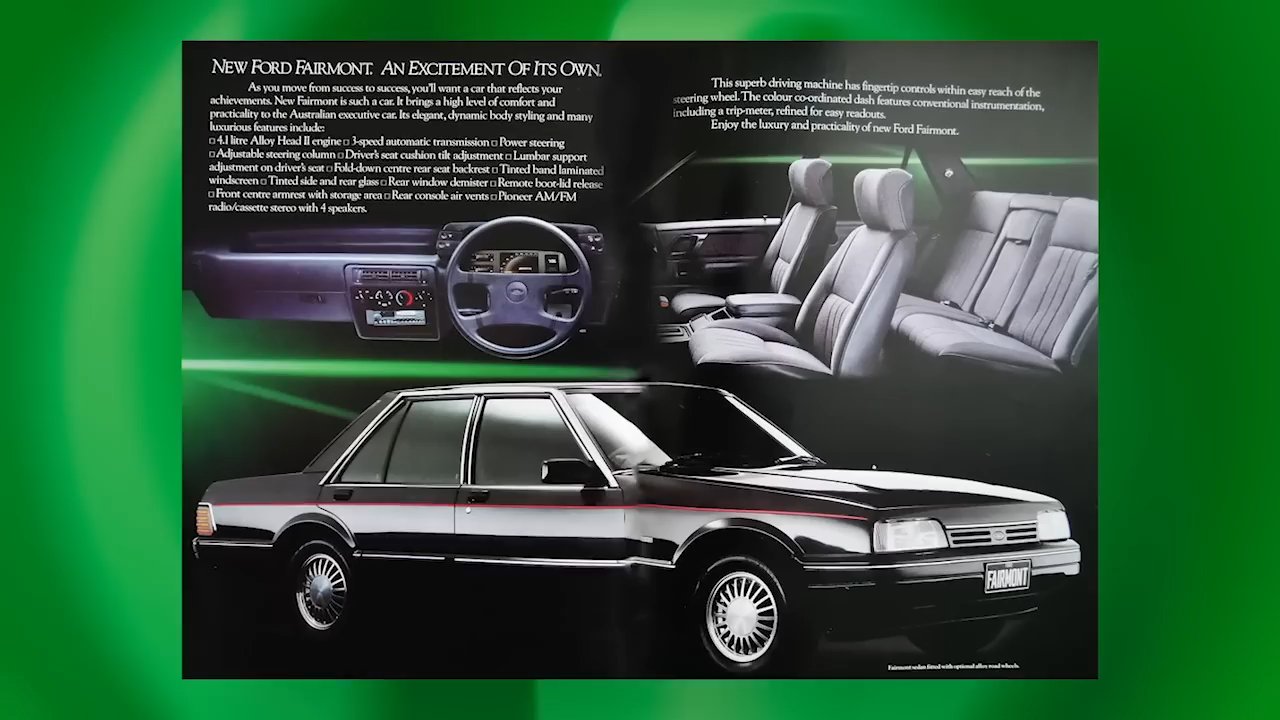 NEW FORD FAIRMONT. AN EXCITEMENT OF ITS OWN.
As you move from success to success, you'll want a car that reflects your
achievements. New Fairmont is such a car. It brings a high level of comfort and
practicality to the Australian executive car. Its elegant, dynamic body styling and many
luxurious features include:
□ 4.1 litre Alloy Head II engine □ 3-speed automatic transmission □ Power steering
□ Adjustable steering column □ Driver's seat cushion tilt adjustment □ Lumbar support
adjustment on driver's seat □ Fold-down centre rear seat backrest □ Tinted band laminated
windscreen □ Tinted side and rear glass □ Rear window demister □ Remote boot-lid release
□ Front centre armrest with storage area □ Rear console air vents □ Pioneer AM/FM
radio/cassette stereo with 4 speakers.
This superb driving machine has fingertip controls within easy reach of the
steering wheel. The colour co-ordinated dash features conventional instrumentation,
including a trip-meter, refined for easy readouts.
Enjoy the luxury and practicality of new Ford Fairmont.
FAIRMONT
Fairmont sedan fitted with optional alloy road wheels.